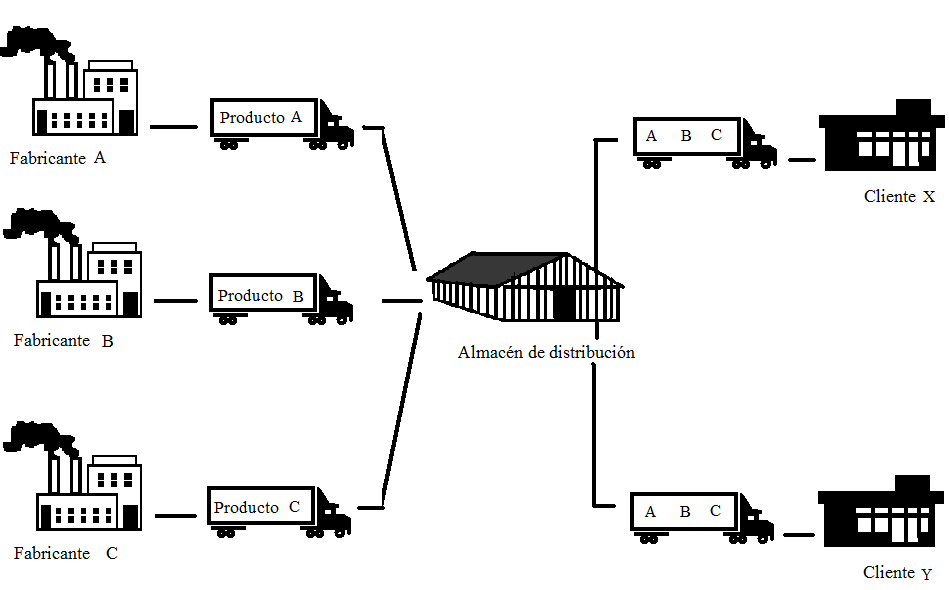 Producto A
A B C
Fabricante A
Cliente X
Producto B
Fabricante B
Almacén de distribución
Producto C
A B C
Fabricante C
Cliente Y